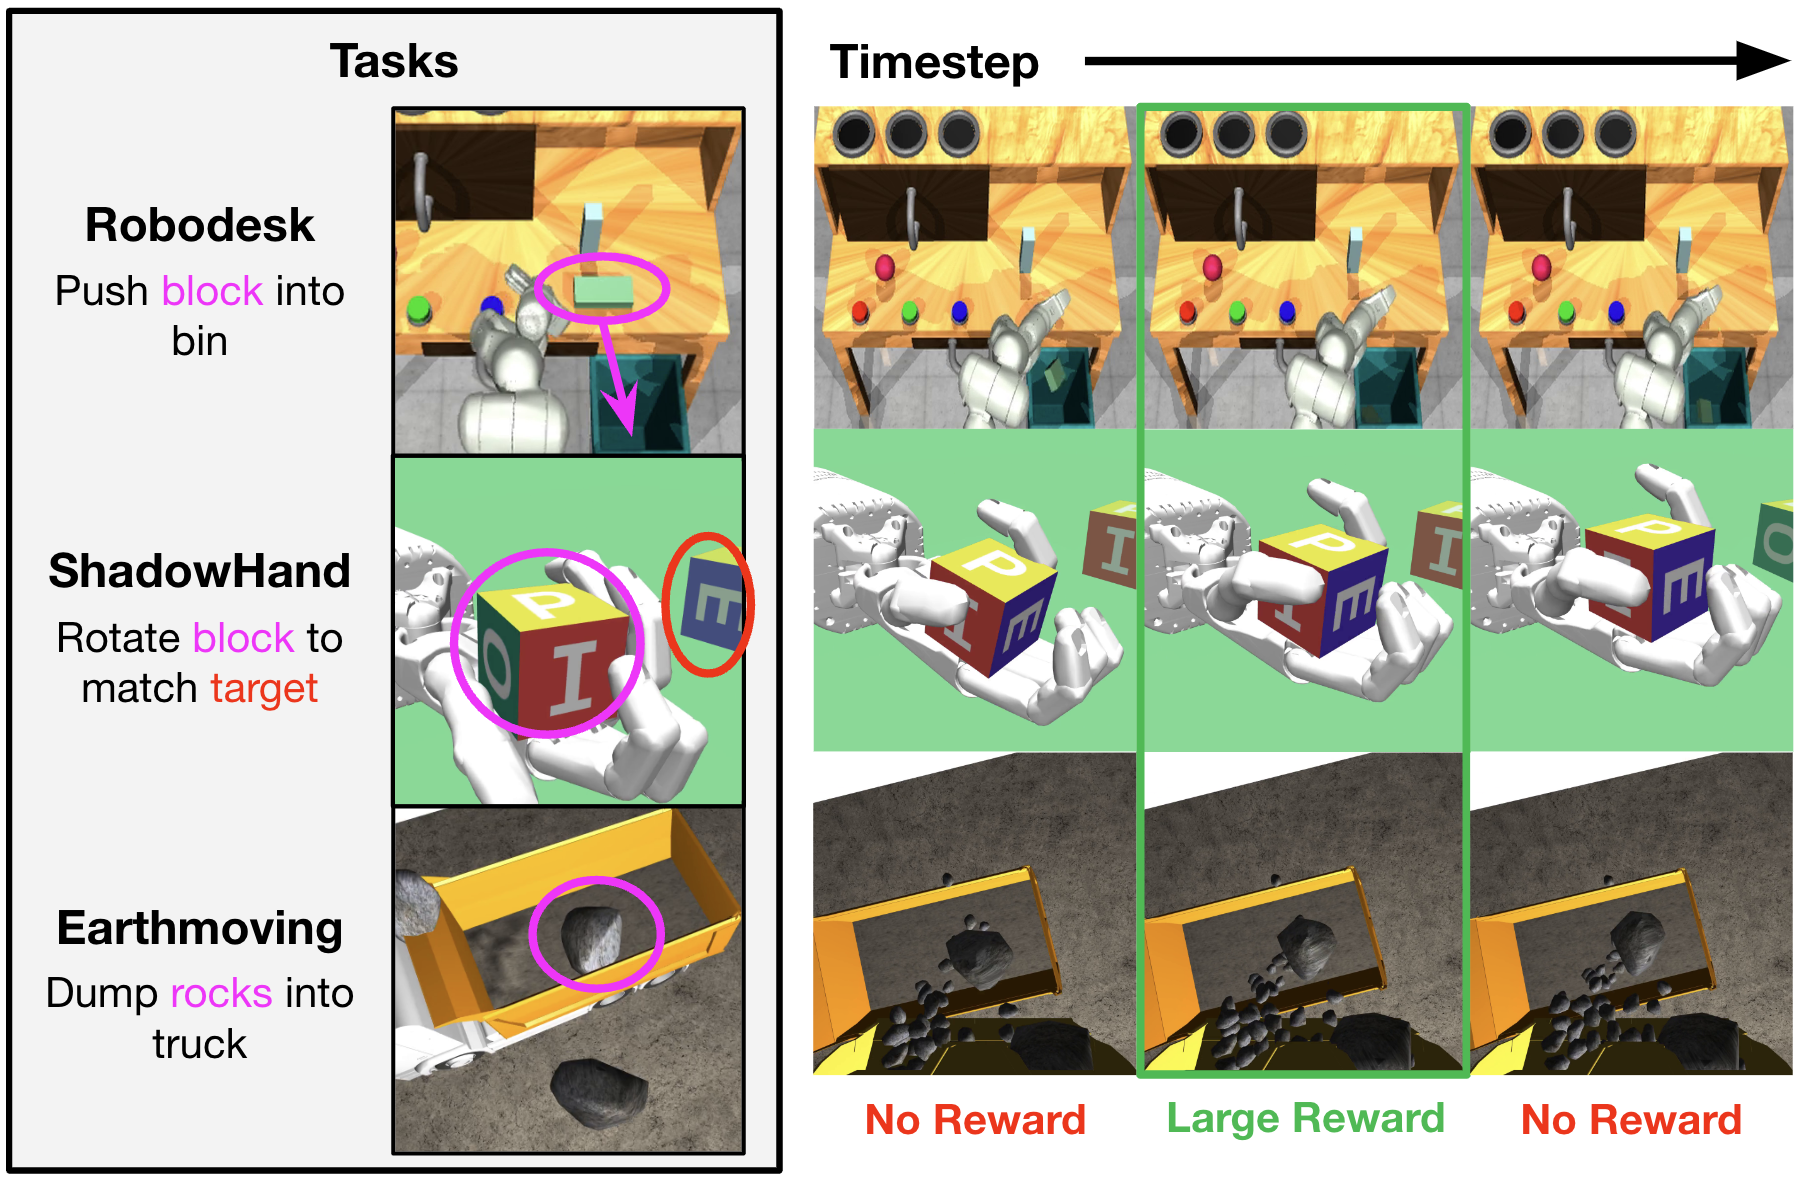 Tasks
Robodesk
Push block into
bin
ShadowHand
Rotate block to
match target
Earthmoving
Dump rocks into
truck
P
O
I
E
Timestep
P
I
E
I
P
I
E
I
P
E
O
No Reward
Large Reward
No Reward